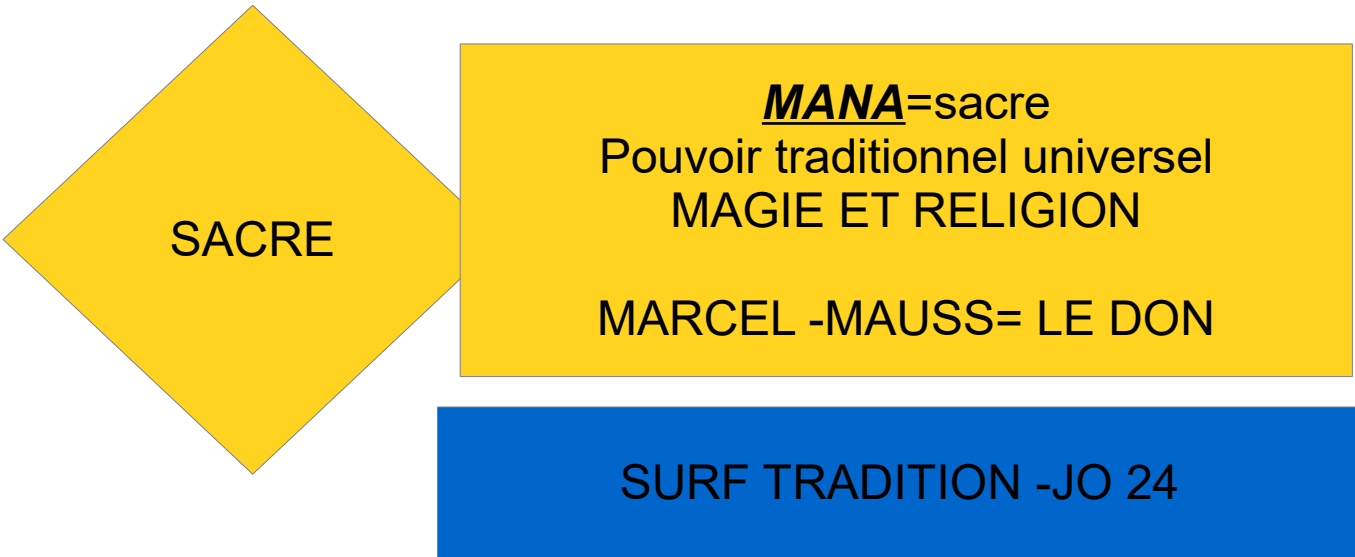 SACRE
MANA=sacre
Pouvoir traditionnel universel
MAGIE ET RELIGION
MARCEL -MAUSS= LE DON
SURF TRADITION -JO 24